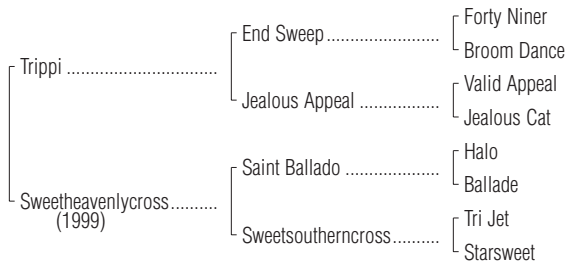 Forty Niner
End Sweep
Broom Dance
Trippi
Valid Appeal
Jealous Appeal
Jealous Cat
Halo
Saint Ballado
Ballade
Sweetheavenlycross
(1999)
Tri Jet
Sweetsoutherncross
Starsweet